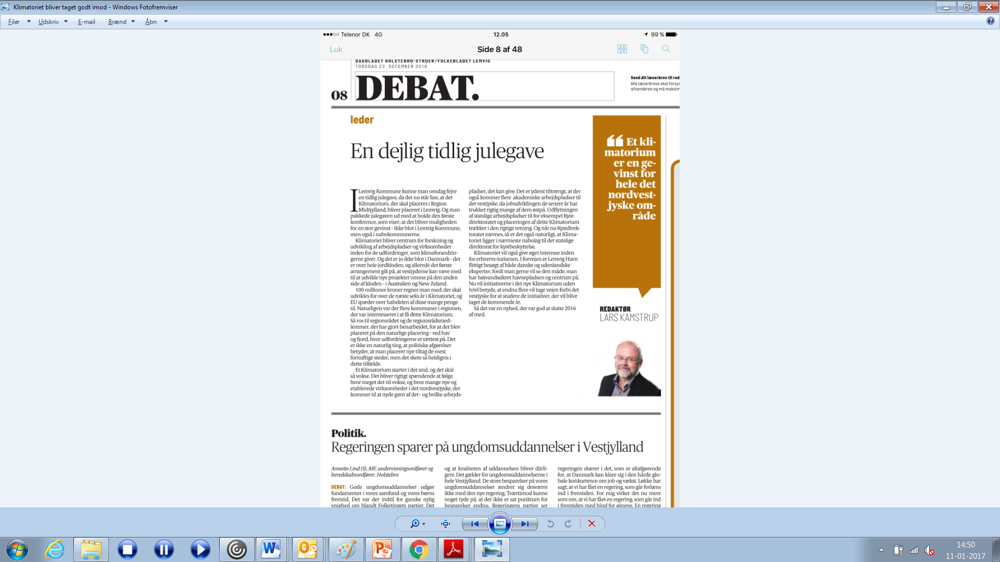 Klimatoriet bliver taget godt imod - Windows Fotofremviser
Filer Udskriv E-mail Brænd Åbn
Telenor DK 4G 12.05 99 %
Luk Side 8 af 48
DAGBLADET HOLSTEBRO-STRUER/FOLKEBLADET LEMVIG
TORSDAG 22. DECEMBER 2016
08 DEBAT.
Send dit læserbrev til red
Alle læserbreve skal forsy
afsenderen og må maksim
leder
En dejlig tidlig julegave
I Lemvig Kommune kunne man onsdag fejre
en tidlig julegave, da det nu står fast, at det
Klimatorium, der skal placeres i Region
Midtjylland, bliver placeret i Lemvig. Og man
pakkede julegaven ud med at holde den første
konference, som viser, at det bliver muligheden
for en stor gevinst - ikke blot i Lemvig Kommune,
men også i nabokommunerne.
Klimatoriet bliver centrum for forskning og
udvikling af arbejdspladser og virksomheder
inden for de udfordringer, som klimaforandrin-
gerne giver. Og det er jo ikke blot i Danmark - det
er over hele jordkloden, og allerede det første
arrangement gik på, at vestjyderne kan være med
til at udvikle nye projekter omme på den anden
side af kloden - i Australien og New Zeland.
100 millioner kroner regner man med, der skal
udvikles for over de næste seks år i Klimatoriet, og
EU spæder over halvdelen af disse mange penge
til. Naturligvis var der flere kommuner i regionen,
der var intereesseret i at få dette Klimatorium.
Så ros til regionsrådet og de regionsrådsmed-
lemmer, der har gjort benarbejdet, for at det blev
placeret på den naturlige placering - ved hav
og fjord, hvor udfordringerne er tættest på. Det
er ikke en naturlig ting, at politiske afgørelser
betyder, at man placerer nye tiltag de mest
fornuftige steder, men det skete så heldigvis i
dette tilfælde.
Et Klimatorium starter i det små, og det skal
så vokse. Det bliver rigtigt spændende at følge,
hvor meget det vil vokse, og hvor mange nye og
etablerede virksomheder i det nordvestjyske, der
kommer til at nyde gavn af det - og hvilke arbejds-
pladser, det kan give. Det er yderst tiltrængt, at der
også kommer flere akademiske arbejdspladser til
det vestjyske, da jobudviklingen de senere år har
trukket rigtig mange af dem østpå. Udflytningen
af statslige arbejdspladser til for eksempel Kyst-
direktoratet og placeringen af dette Klimatorium
trækker i den rigtige retning. Og når nu Kystdirek-
toratet nævnes, så er det også naturligt, at Klima-
toriet ligger i nærmeste nabolag til det statslige
direktorat for kystbeskyttelse.
Klimatoriet vil også give øget interesse inden
for erhvervs-turismen. I forvejen er Lemvig Havn
flittigt besøgt af både danske og udenlandske
eksperter, fordi man gerne vil se den måde, man
har højvandssikret havnepladsen og centrum på.
Nu vil initiativerne i det nye Klimatorium uden
tvivl betyde, at endnu flere vil tage vejen forbi det
vestjyske for at studere de initiativer, der vil blive
taget de kommende år.
Så det var en nyhed, der var god at slutte 2016
af med.
“ Et kli-
matorium
er en ge-
vinst for
hele det
nordvest-
jyske om-
råde
REDAKTØR
LARS KAMSTRUP
Politik.
Regeringen sparer på ungdomsuddannelser i Vestjylland
Annette Lind (S), MF, undervisningsordfører og
beredskabsordfører. Holstebro
DEBAT: Gode ungdomsuddannelser udgør
fundamentet i vores samfund og vores børns
fremtid. Det var der indtil for ganske nylig
enighed om blandt Folketingets partier. Det
og at kvaliteten af uddannelsen bliver dårli-
gere. Det gælder for ungdomsuddannelserne i
hele Vestjylland. De store besparelser på vores
ungdomsuddannelser ændrer sig desværre
ikke med den nye regering. Tværtimod kunne
noget tyde på, at der ikke er sat punktum for
besparelser endnu. Regeringens partier ser
regeringen skærer i det, som er altafgørende
for, at Danmark kan klare sig i den hårde glo-
bale konkurrence om job og vækst. Løkke har
sagt, at vi har fået en regering, som går forlæns
ind i fremtiden. For mig virker det nu mere
som om, at vi har fået en regering, som går ind
i fremtiden med bind for øjnene. En regering
14:50
11-01-2017